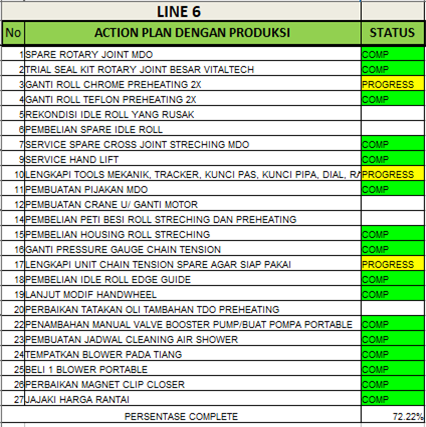 LINE 6
No ACTION PLAN DENGAN PRODUKSI STATUS
1 SPARE ROTARY JOINT MDO COMP
2 TRIAL SEAL KIT ROTARY JOINT BESAR VITALTECH COMP
3 GANTI ROLL CHROME PREHEATING 2X PROGRESS
4 GANTI ROLL TEFLON PREHEATING 2X COMP
5 REKONDISI IDLE ROLL YANG RUSAK
6 PEMBELIAN SPARE IDLE ROLL
7 SERVICE SPARE CROSS JOINT STRECHING MDO COMP
9 SERVICE HAND LIFT COMP
10 LENGKAPI TOOLS MEKANIK, TRACKER, KUNCI PAS, KUNCI PIPA, DIAL, RA PROGRESS
11 PEMBUATAN PIJAKAN MDO COMP
12 PEMBUATAN CRANE U/ GANTI MOTOR
14 PEMBELIAN PETI BESI ROLL STRECHING DAN PREHEATING
15 PEMBELIAN HOUSING ROLL STRECHING COMP
16 GANTI PRESSURE GAUGE CHAIN TENSION COMP
17 LENGKAPI UNIT CHAIN TENSION SPARE AGAR SIAP PAKAI PROGRESS
18 PEMBELIAN IDLE ROLL EDGE GUIDE COMP
19 LANJUT MODIF HANDWHEEL COMP
20 PERBAIKAN TATAKAN OLI TAMBAHAN TDO PREHEATING
22 PENAMBAHAN MANUAL VALVE BOOSTER PUMP/BUAT POMPA PORTABLE COMP
23 PEMBUATAN JADWAL CLEANING AIR SHOWER COMP
24 TEMPATKAN BLOWER PADA TIANG COMP
25 BELI 1 BLOWER PORTABLE COMP
26 PERBAIKAN MAGNET CLIP CLOSER COMP
27 JAJAKI HARGA RANTAI COMP
PERSENTASE COMPLETE 72.22%